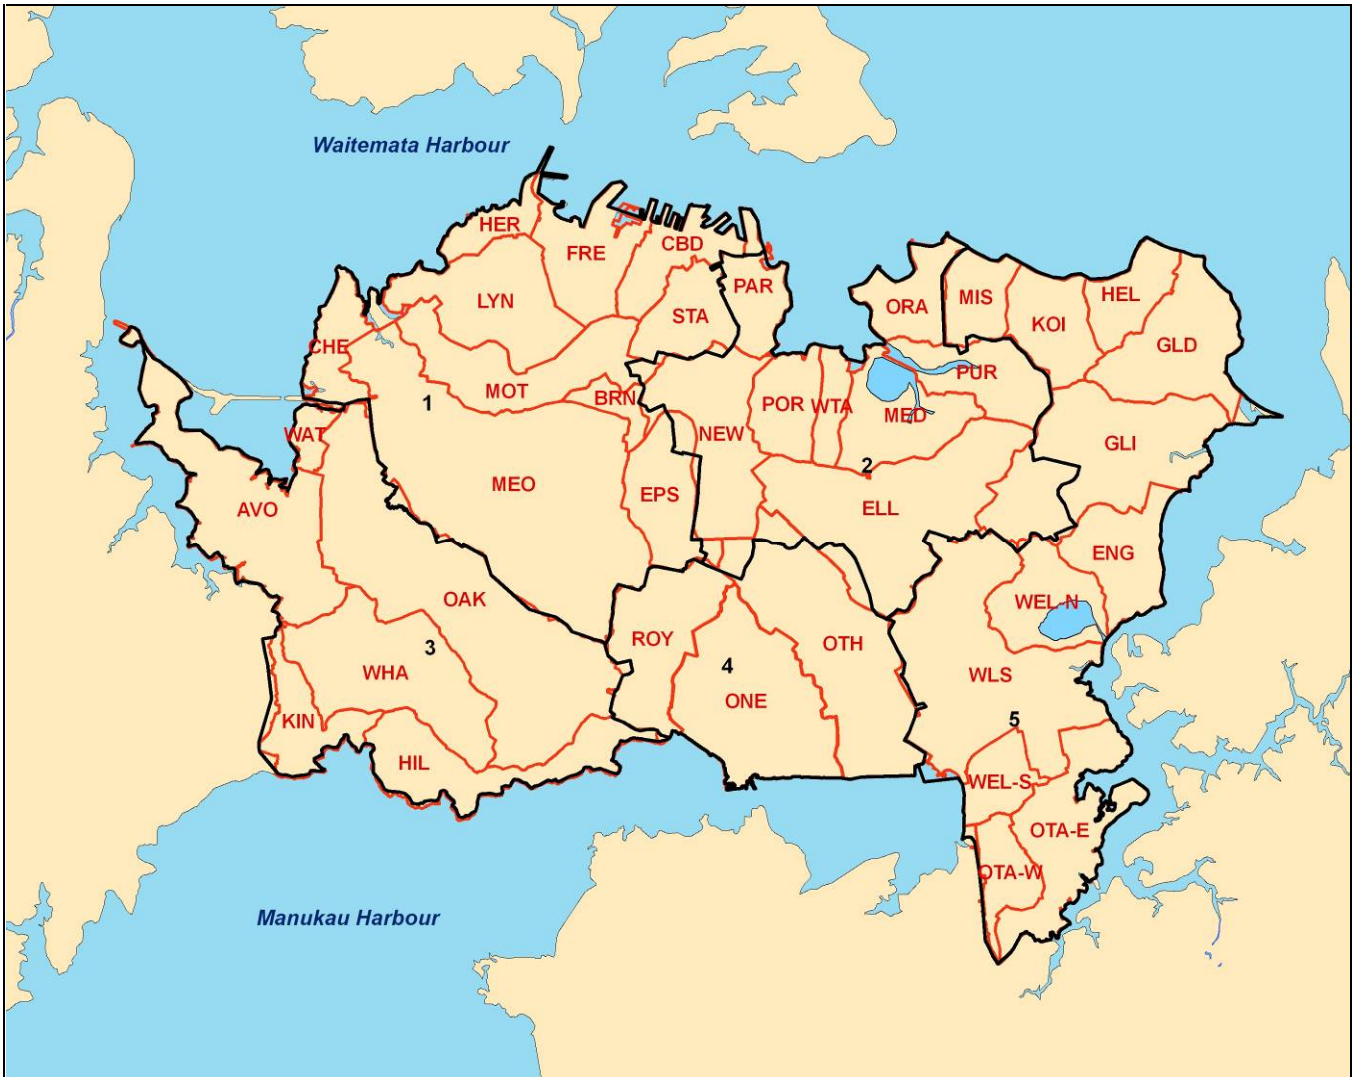 Waitemata Harbour
HER
FRE
CBD
PAR
LYN
STA
ORA
MIS
KOI
HEL
GLD
CHE
MOT
BRN
1
POR
WTA
MED
PUR
WAT
NEW
GLI
2
AVO
MEO
EPS
ELL
ENG
OAK
WEL-N
3
ROY
OTH
4
WHA
ONE
WLS
5
KIN
HIL
WEL-S
OTA-E
OTA-W
Manukau Harbour